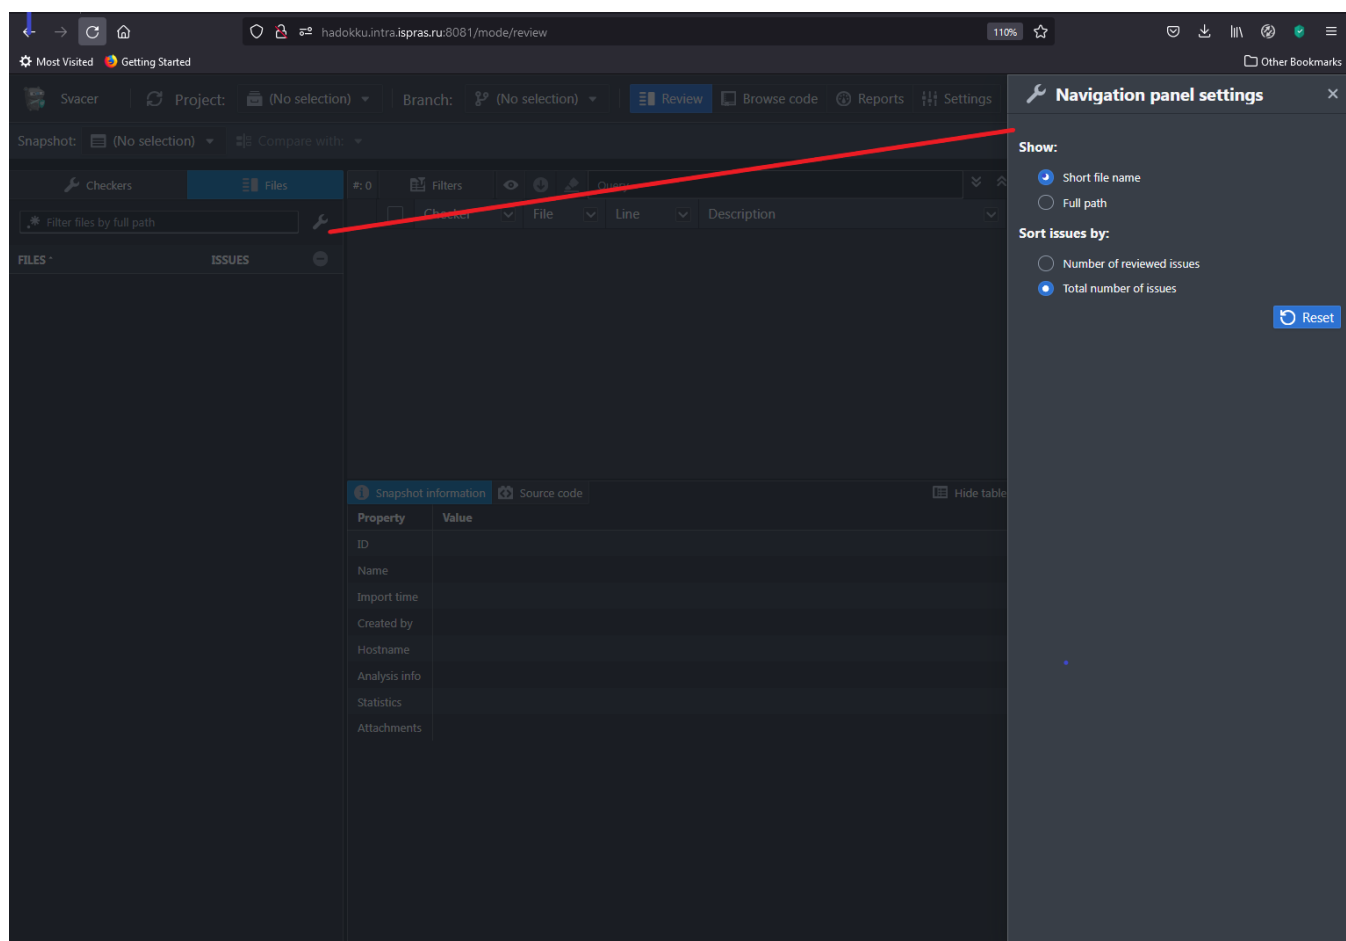 hadokku.intra.ispras.ru:8081/mode/review
110%
Most Visited
Getting Started
Other Bookmarks
Svacer
Project:
(No selection)
Branch:
(No selection)
Review
Browse code
Reports
Settings
Snapshot:
(No selection)
Compare with:
Checkers
Files
#: 0
Filters
Query
.* Filter files by full path
Checker
File
Line
Description
FILES
ISSUES
Snapshot information
Source code
Hide table
Property
Value
ID
Name
Import time
Created by
Hostname
Analysis info
Statistics
Attachments
Navigation panel settings
Show:
Short file name
Full path
Sort issues by:
Number of reviewed issues
Total number of issues
Reset